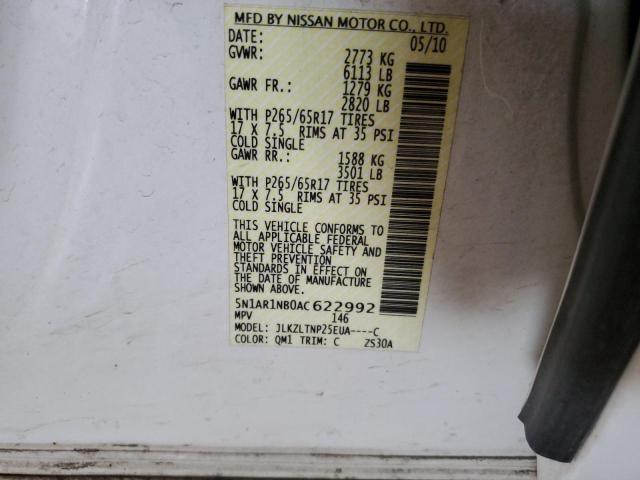 MFD BY NISSAN MOTOR CO., LTD.
DATE: 05/10
GVWR: 2773 KG
6113 LB
GAWR FR.: 1279 KG
2820 LB
WITH P265/65R17 TIRES
17 X 7.5 RIMS AT 35 PSI
COLD SINGLE
GAWR RR.: 1588 KG
3501 LB
WITH P265/65R17 TIRES
17 X 7.5 RIMS AT 35 PSI
COLD SINGLE
THIS VEHICLE CONFORMS TO
ALL APPLICABLE FEDERAL
MOTOR VEHICLE SAFETY AND
THEFT PREVENTION
STANDARDS IN EFFECT ON
THE DATE OF MANUFACTURE
SHOWN ABOVE.
5N1AR1NB0AC622992
MPV 146
MODEL: JLKZLTNP25EUA----C
COLOR: QM1 TRIM: C ZS30A